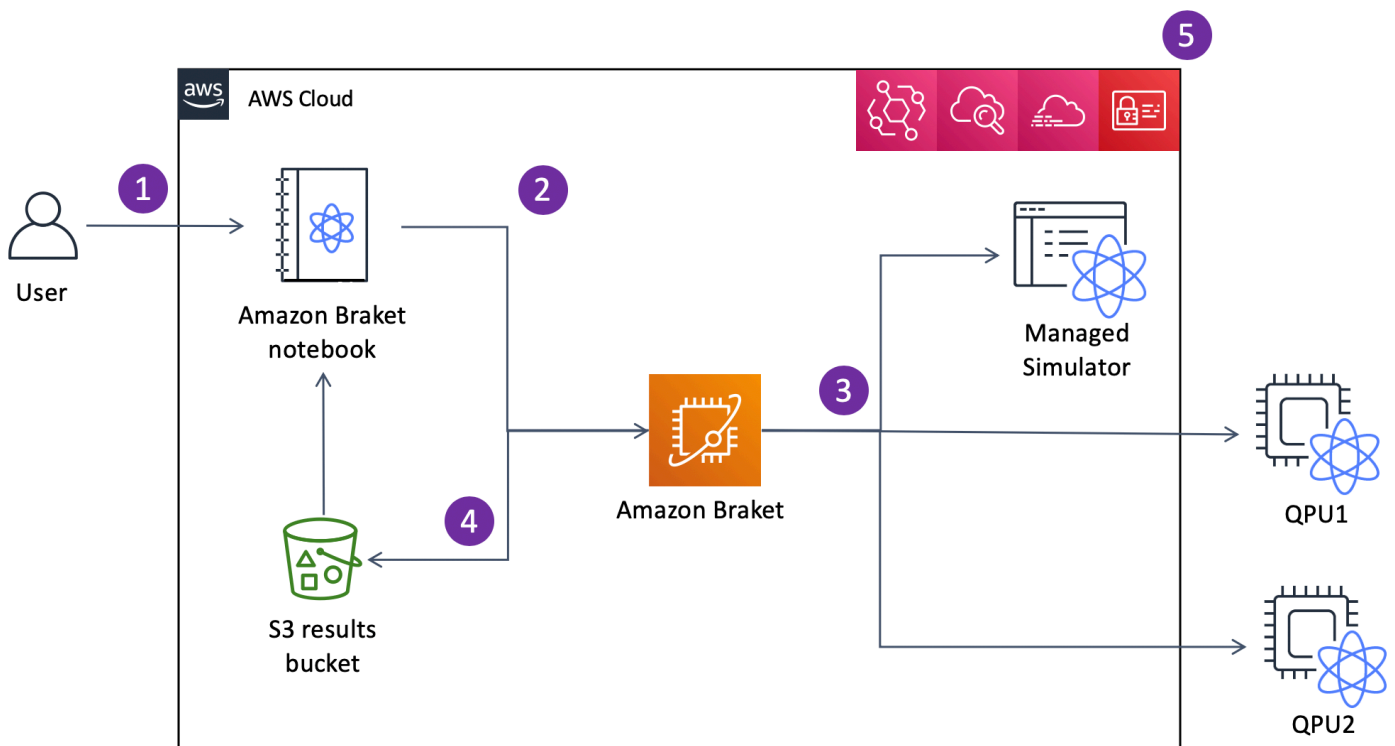 5
aws
AWS Cloud
1
2
User
Amazon Braket
notebook
Managed
Simulator
3
Amazon Braket
4
QPU1
S3 results
bucket
QPU2